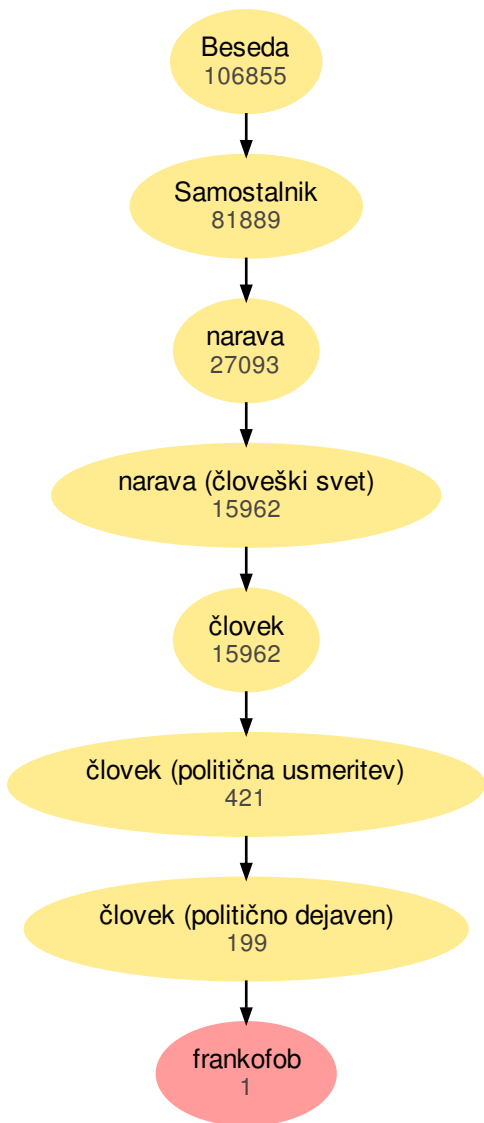 Beseda
106855
Samostalnik
81889
narava
27093
narava (človeški svet)
15962
človek
15962
človek (politična usmeritev)
421
človek (politično dejaven)
199
frankofob
1